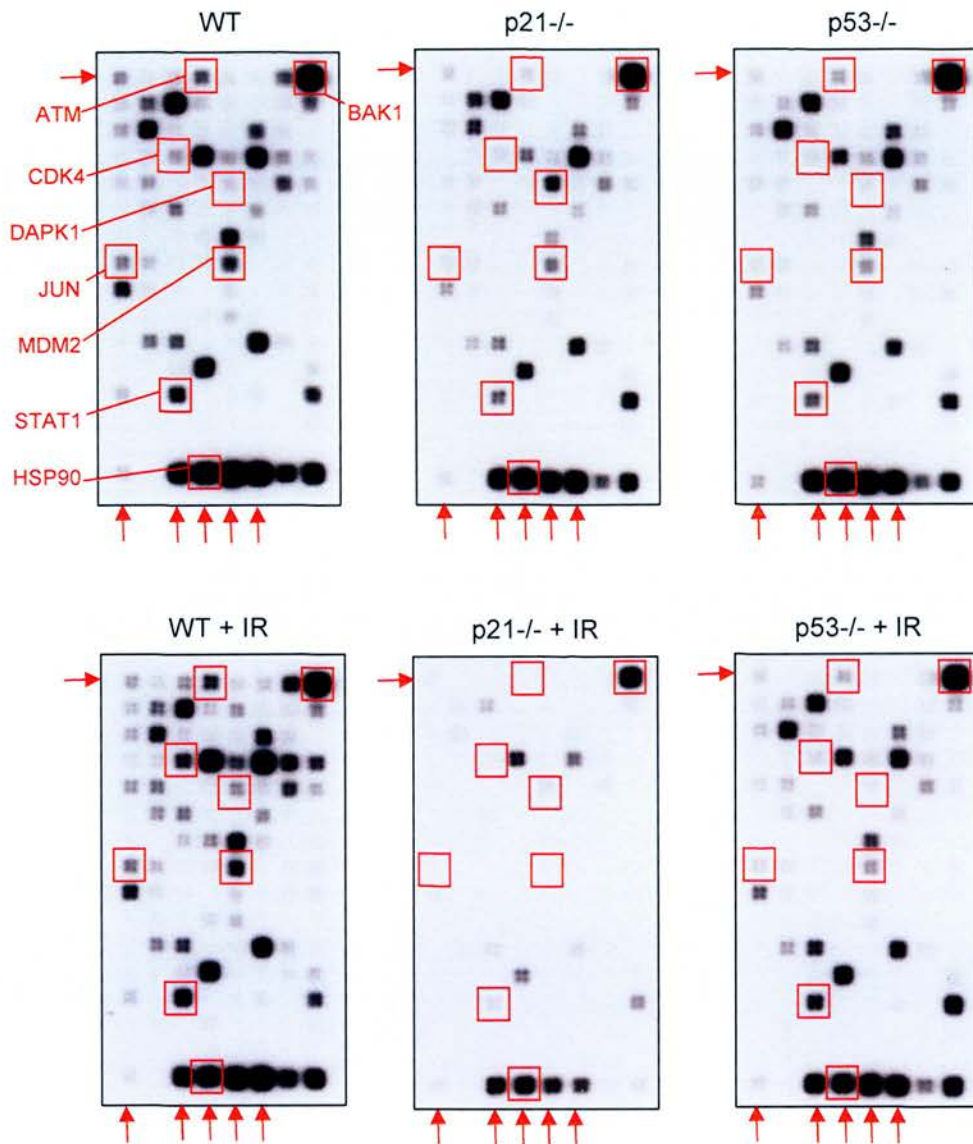 WT p21-/- p53-/-
ATM
BAK1
CDK4
DAPK1
JUN
MDM2
STAT1
HSP90
WT + IR p21-/- + IR p53-/- + IR